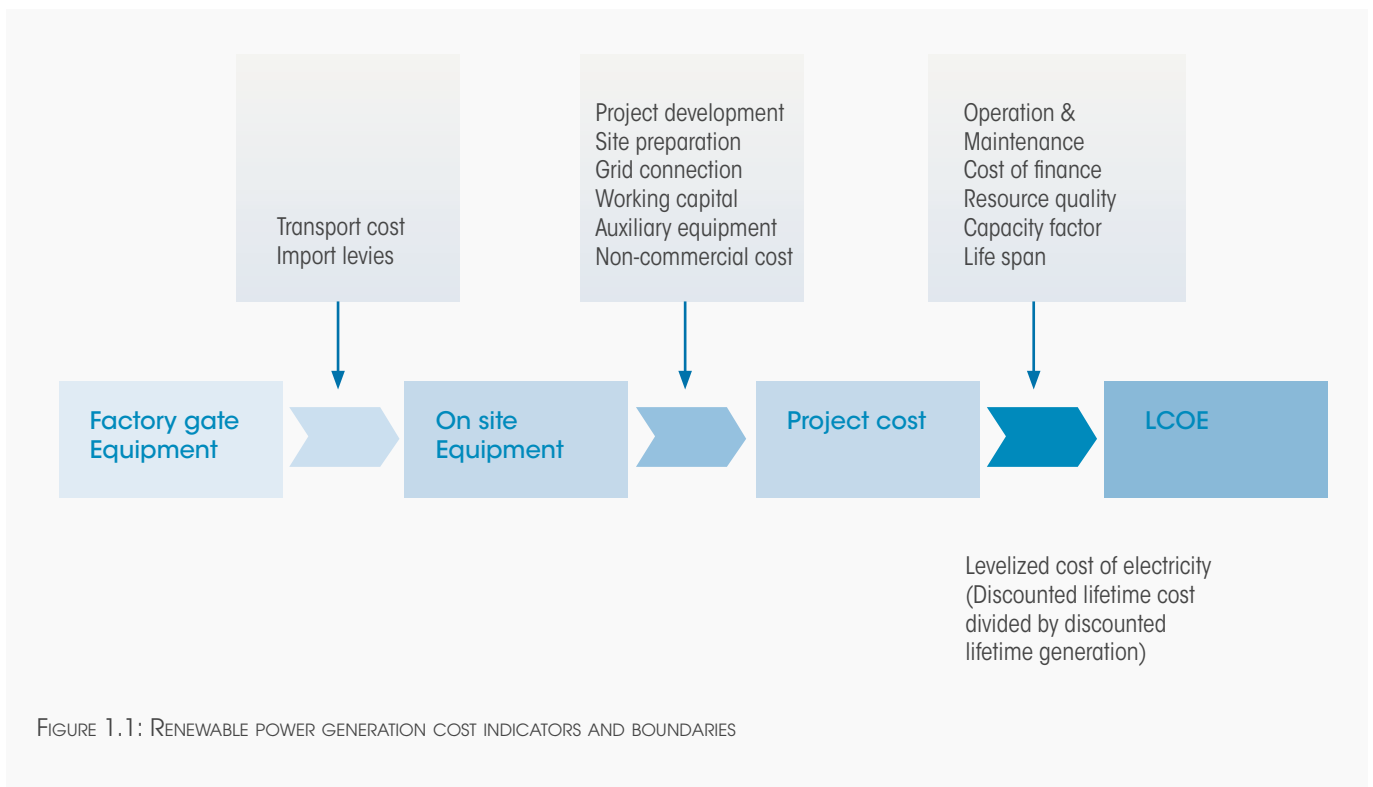 Transport cost
Import levies
Project development
Site preparation
Grid connection
Working capital
Auxiliary equipment
Non-commercial cost
Operation &
Maintenance
Cost of finance
Resource quality
Capacity factor
Life span
Factory gate
Equipment
On site
Equipment
Project cost
LCOE
Levelized cost of electricity
(Discounted lifetime cost
divided by discounted
lifetime generation)
Figure 1.1: Renewable power generation cost indicators and boundaries